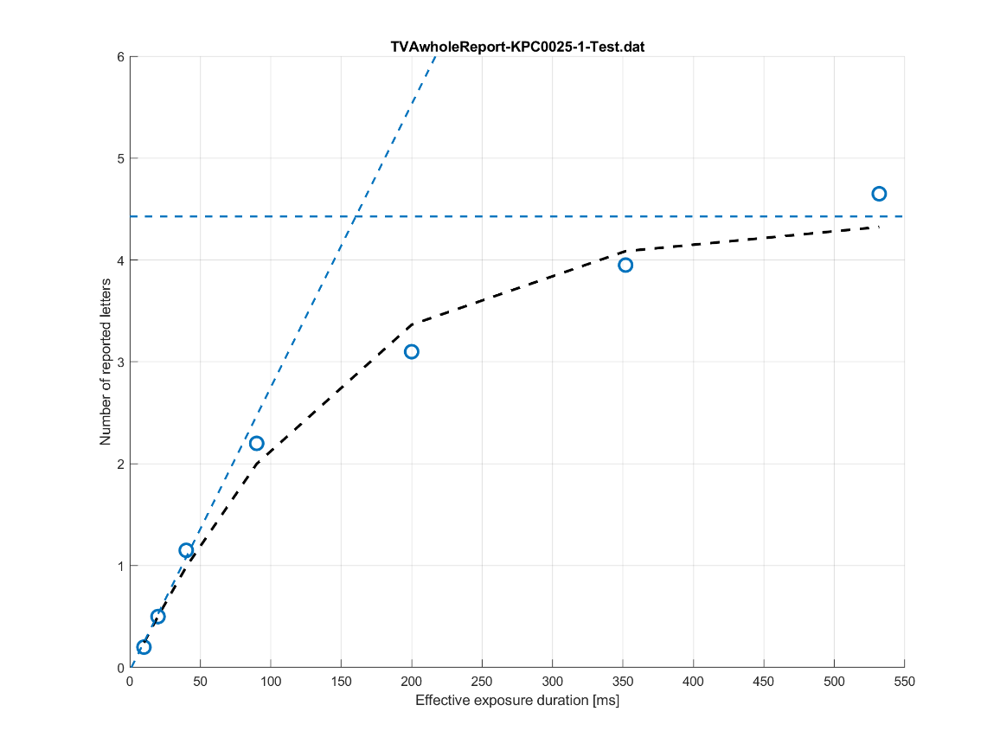 TVAwholeReport-KPC0025-1-Test.dat
6
5
4
3
2
1
0
Number of reported letters
0 50 100 150 200 250 300 350 400 450 500 550
Effective exposure duration [ms]